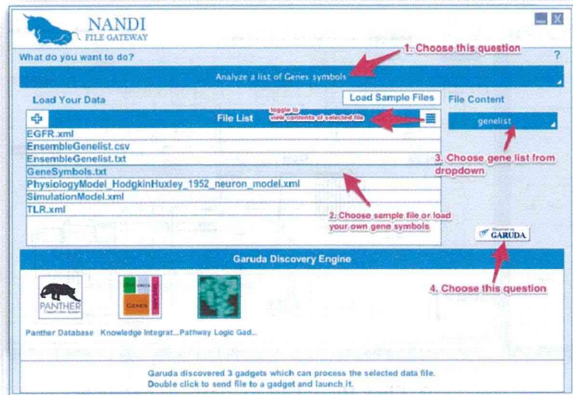 NANDI
FILE GATEWAY
What do you want to do?
1. Choose this question
?
Analyze a list of Genes symbols
Load Your Data
Load Sample Files
File Content
File List
toggle to
view contents of selected file
genelist
EGFR.xml
EnsembleGenelist.csv
EnsembleGenelist.txt
GeneSymbols.txt
PhysiologyModel_HodgkinHuxley_1952_neuron_model.xml
SimulationModel.xml
TLR.xml
3. Choose gene list from
dropdown
2. Choose sample file or load
your own gene symbols
GARUDA
4. Choose this question
Garuda Discovery Engine
PANTHER
GENES
Panther Database
Knowledge Integrat...
Pathway Logic Gad...
Garuda discovered 3 gadgets which can process the selected data file.
Double click to send file to a gadget and launch it.